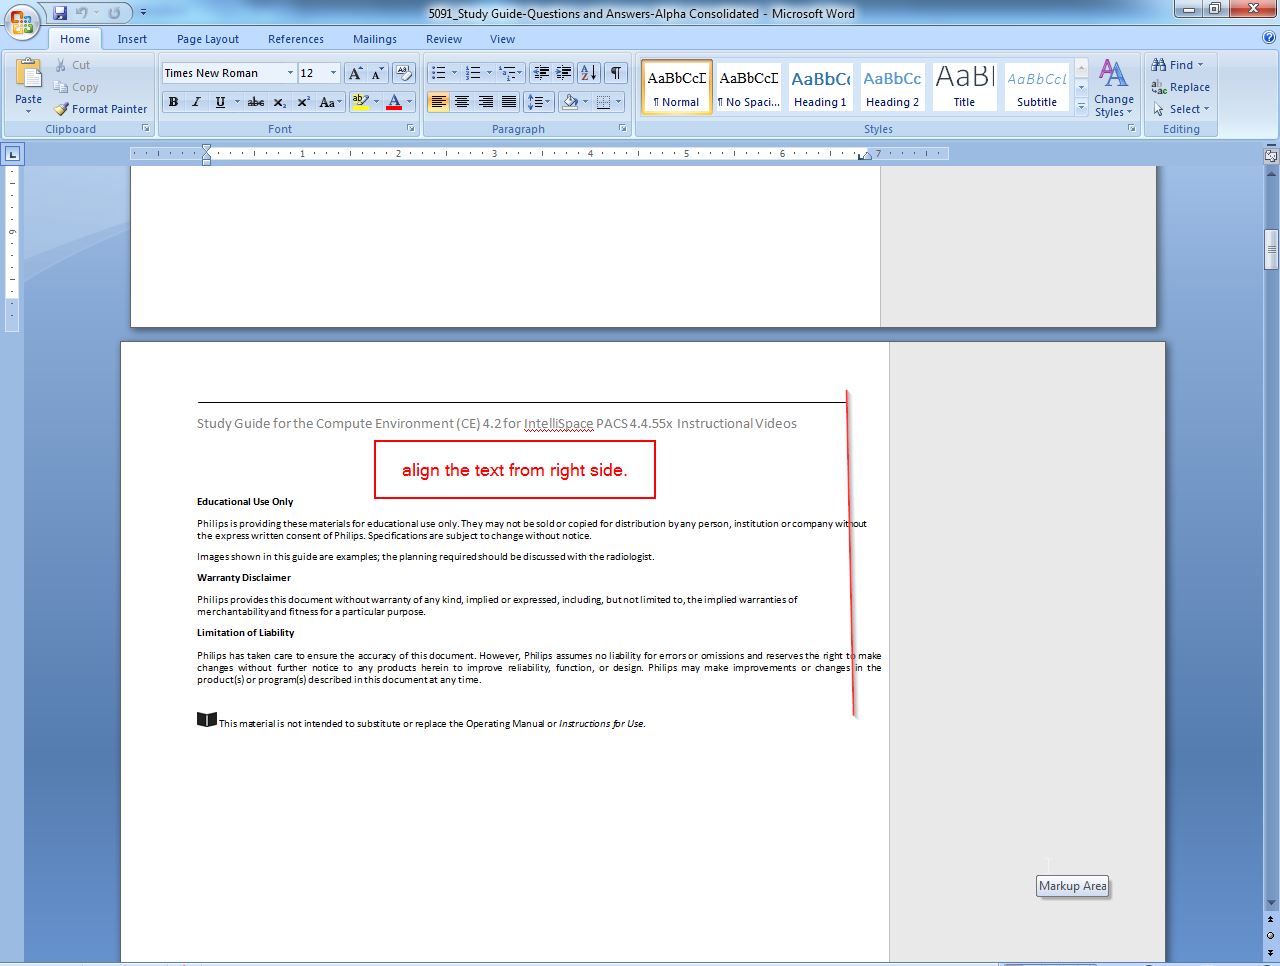 5091_Study Guide-Questions and Answers-Alpha Consolidated - Microsoft Word
Home Insert Page Layout References Mailings Review View
Paste
Cut
Copy
Format Painter
Clipboard
Times New Roman 12
B I U abc x₂ x² Aa
Font
Paragraph
AaBbCcD AaBbCcD AaBbCc AaBbCc AaBl AaBbCcL
¶ Normal ¶ No Spaci... Heading 1 Heading 2 Title Subtitle
Styles
Change
Styles
Find
Replace
Select
Editing
1 2 3 4 5 6 7
9
Study Guide for the Compute Environment (CE) 4.2 for IntelliSpace PACS 4.4.55x Instructional Videos
align the text from right side.
Educational Use Only
Philips is providing these materials for educational use only. They may not be sold or copied for distribution by any person, institution or company without
the express written consent of Philips. Specifications are subject to change without notice.
Images shown in this guide are examples; the planning required should be discussed with the radiologist.
Warranty Disclaimer
Philips provides this document without warranty of any kind, implied or expressed, including, but not limited to, the implied warranties of
merchantability and fitness for a particular purpose.
Limitation of Liability
Philips has taken care to ensure the accuracy of this document. However, Philips assumes no liability for errors or omissions and reserves the right to make
changes without further notice to any products herein to improve reliability, function, or design. Philips may make improvements or changes in the
product(s) or program(s) described in this document at any time.
This material is not intended to substitute or replace the Operating Manual or Instructions for Use.
Markup Area